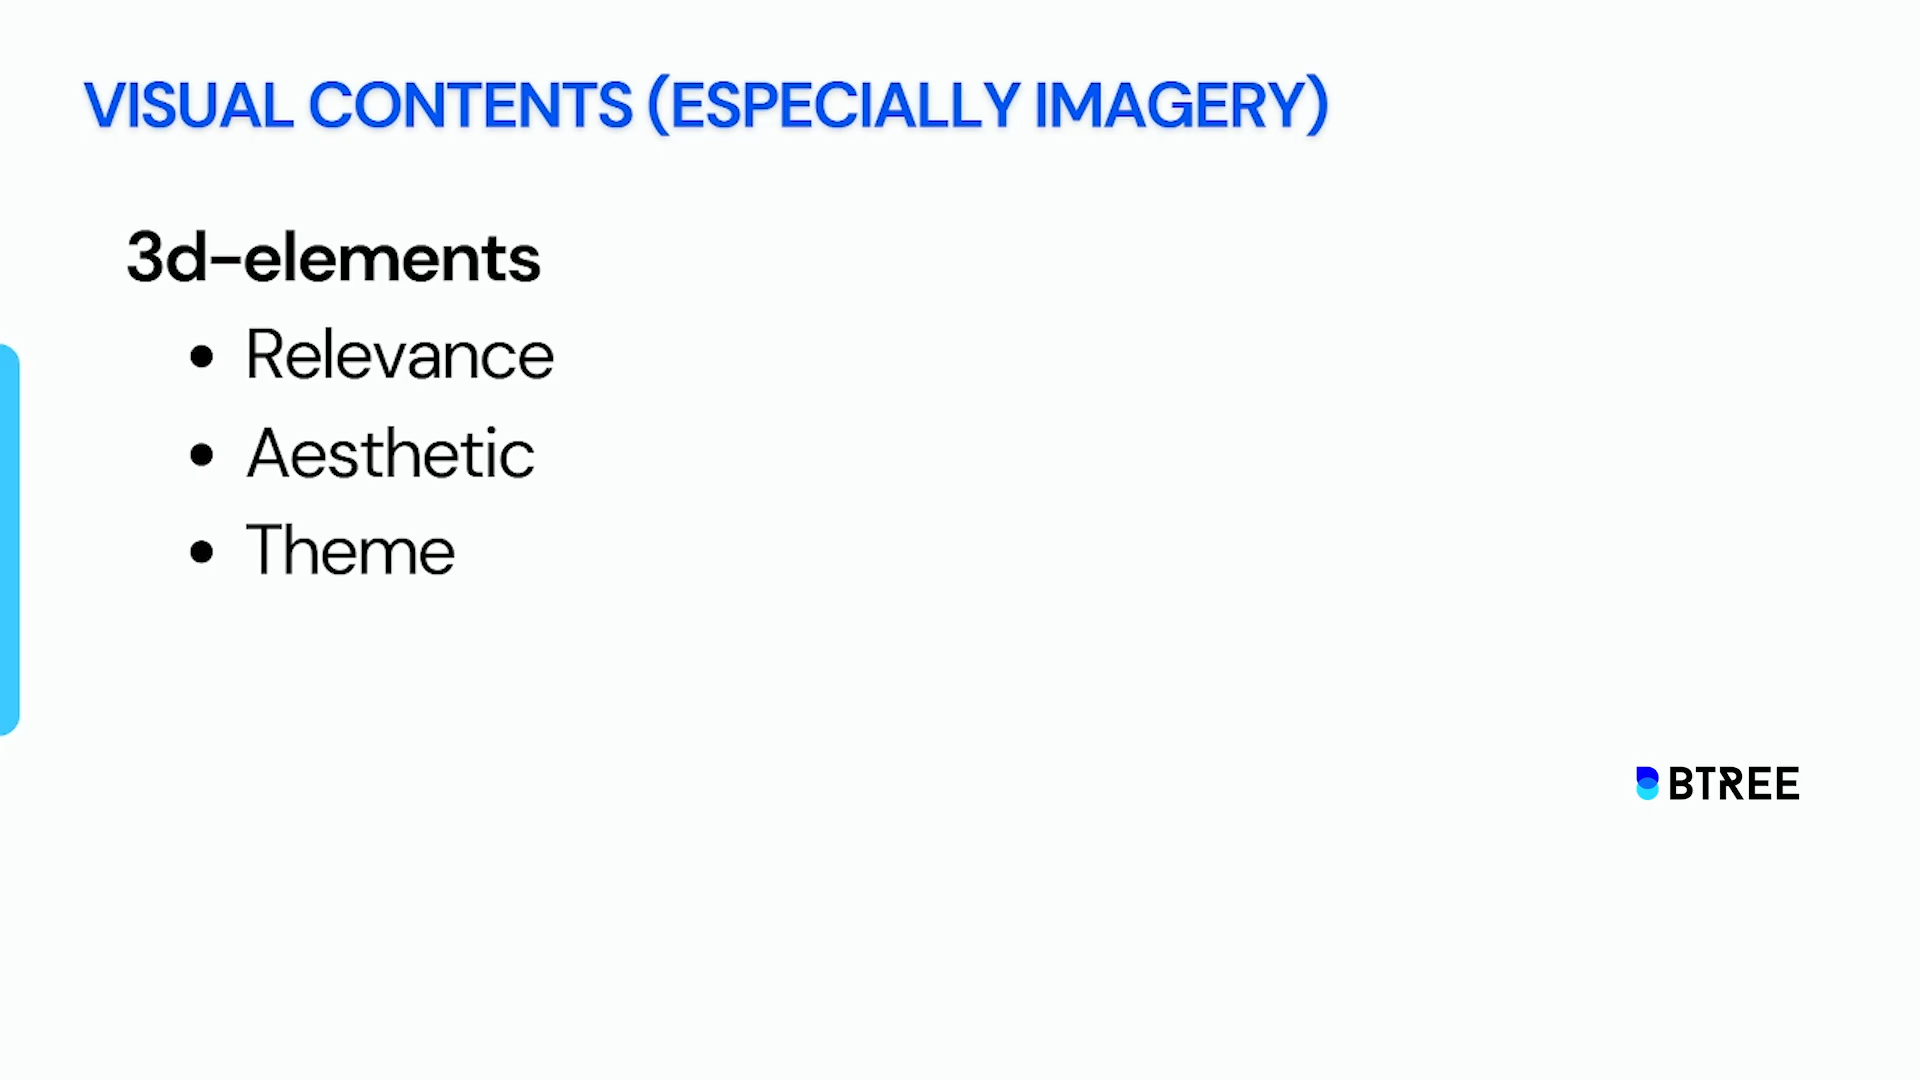 VISUAL CONTENTS (ESPECIALLY IMAGERY)
3d-elements
• Relevance
• Aesthetic
• Theme
BTREE